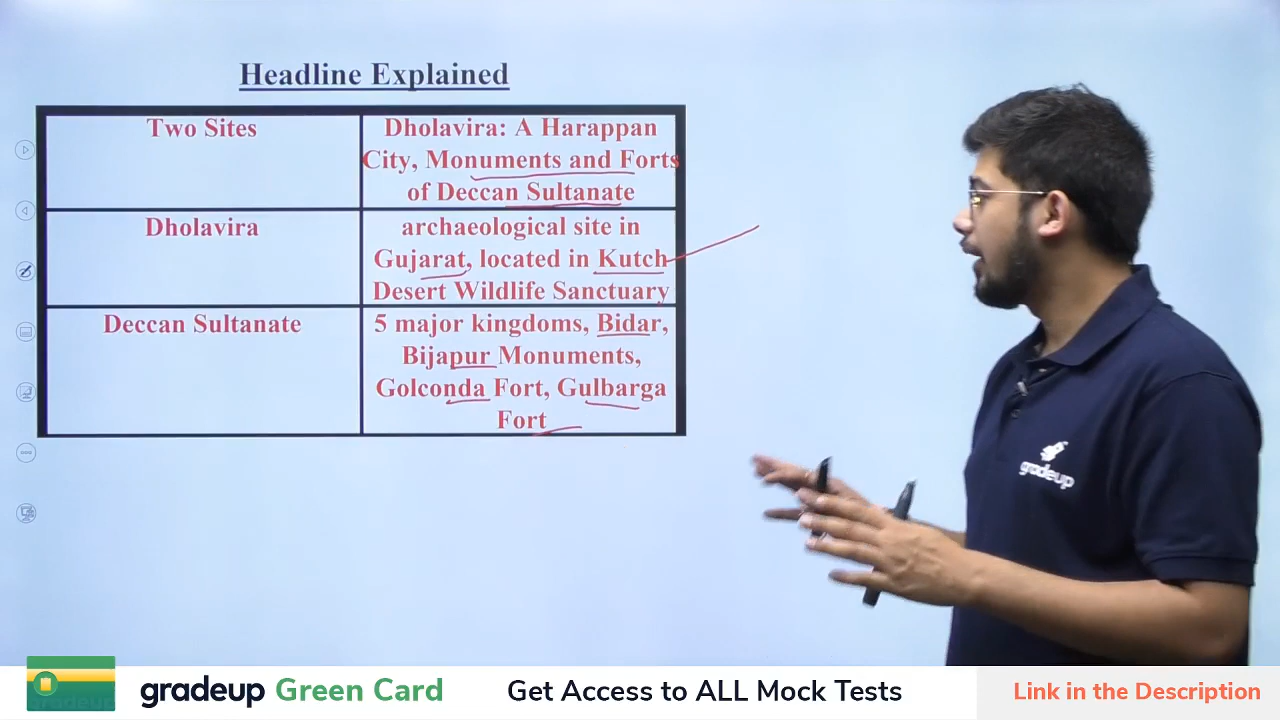 Headline Explained
Two Sites
Dholavira: A Harappan
City, Monuments and Forts
of Deccan Sultanate
Dholavira
archaeological site in
Gujarat, located in Kutch
Desert Wildlife Sanctuary
Deccan Sultanate
5 major kingdoms, Bidar,
Bijapur Monuments,
Golconda Fort, Gulbarga
Fort
gradeup
gradeup Green Card
Get Access to ALL Mock Tests
Link in the Description